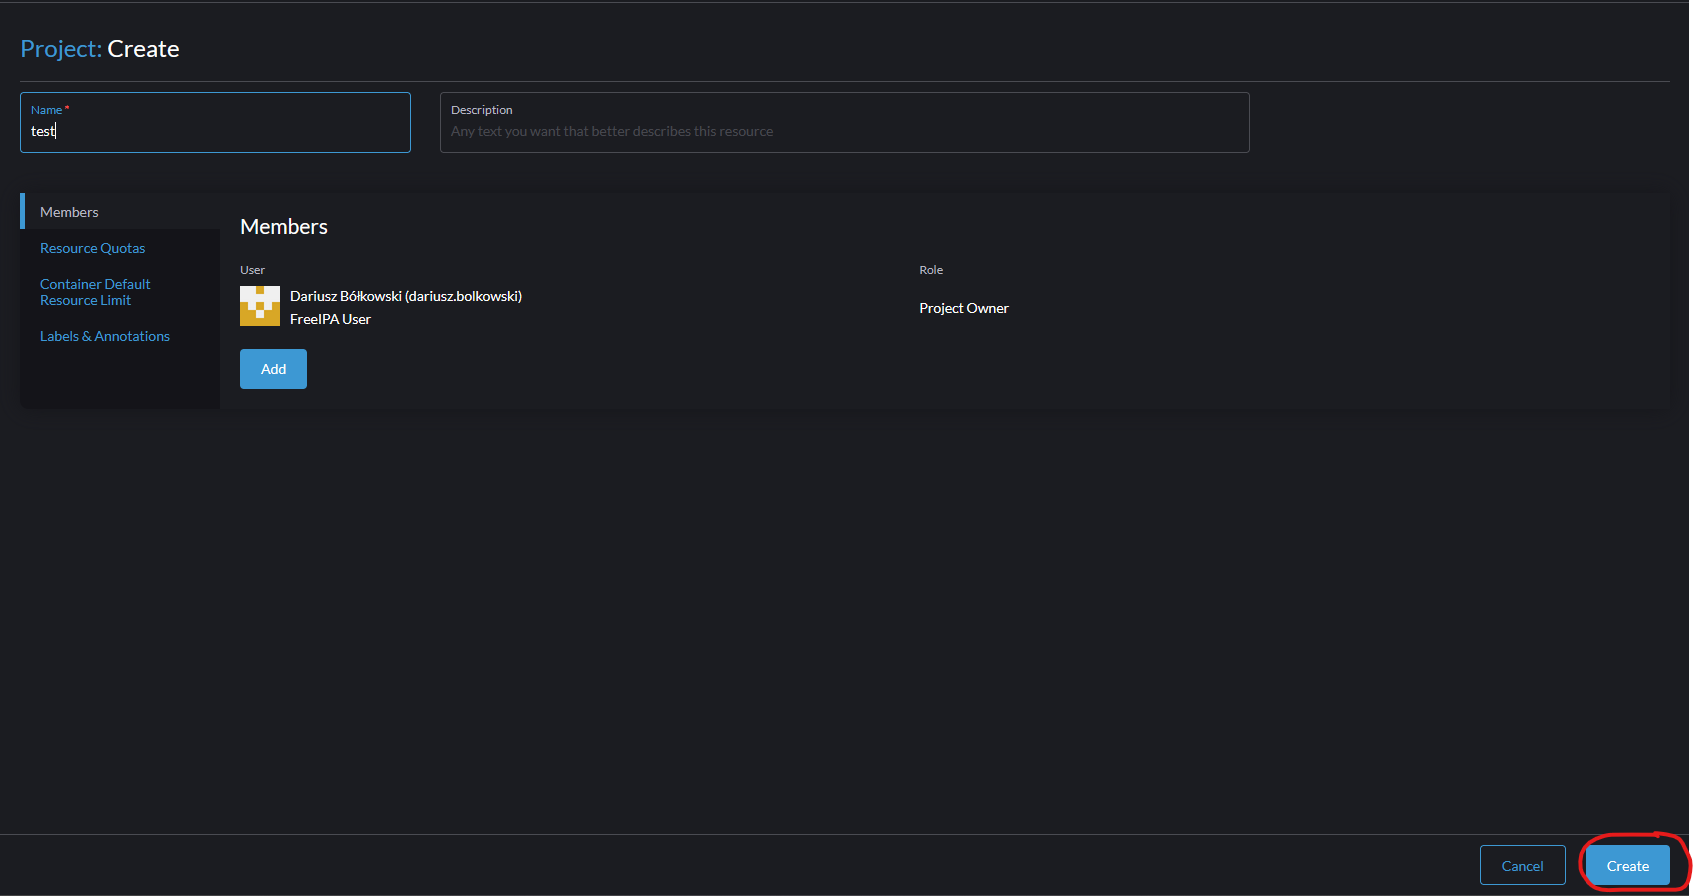 Project: Create
Name *
test
Description
Any text you want that better describes this resource
Members
Resource Quotas
Container Default
Resource Limit
Labels & Annotations
Members
User
Role
Dariusz Bółkowski (dariusz.bolkowski)
FreeIPA User
Project Owner
Add
Cancel
Create